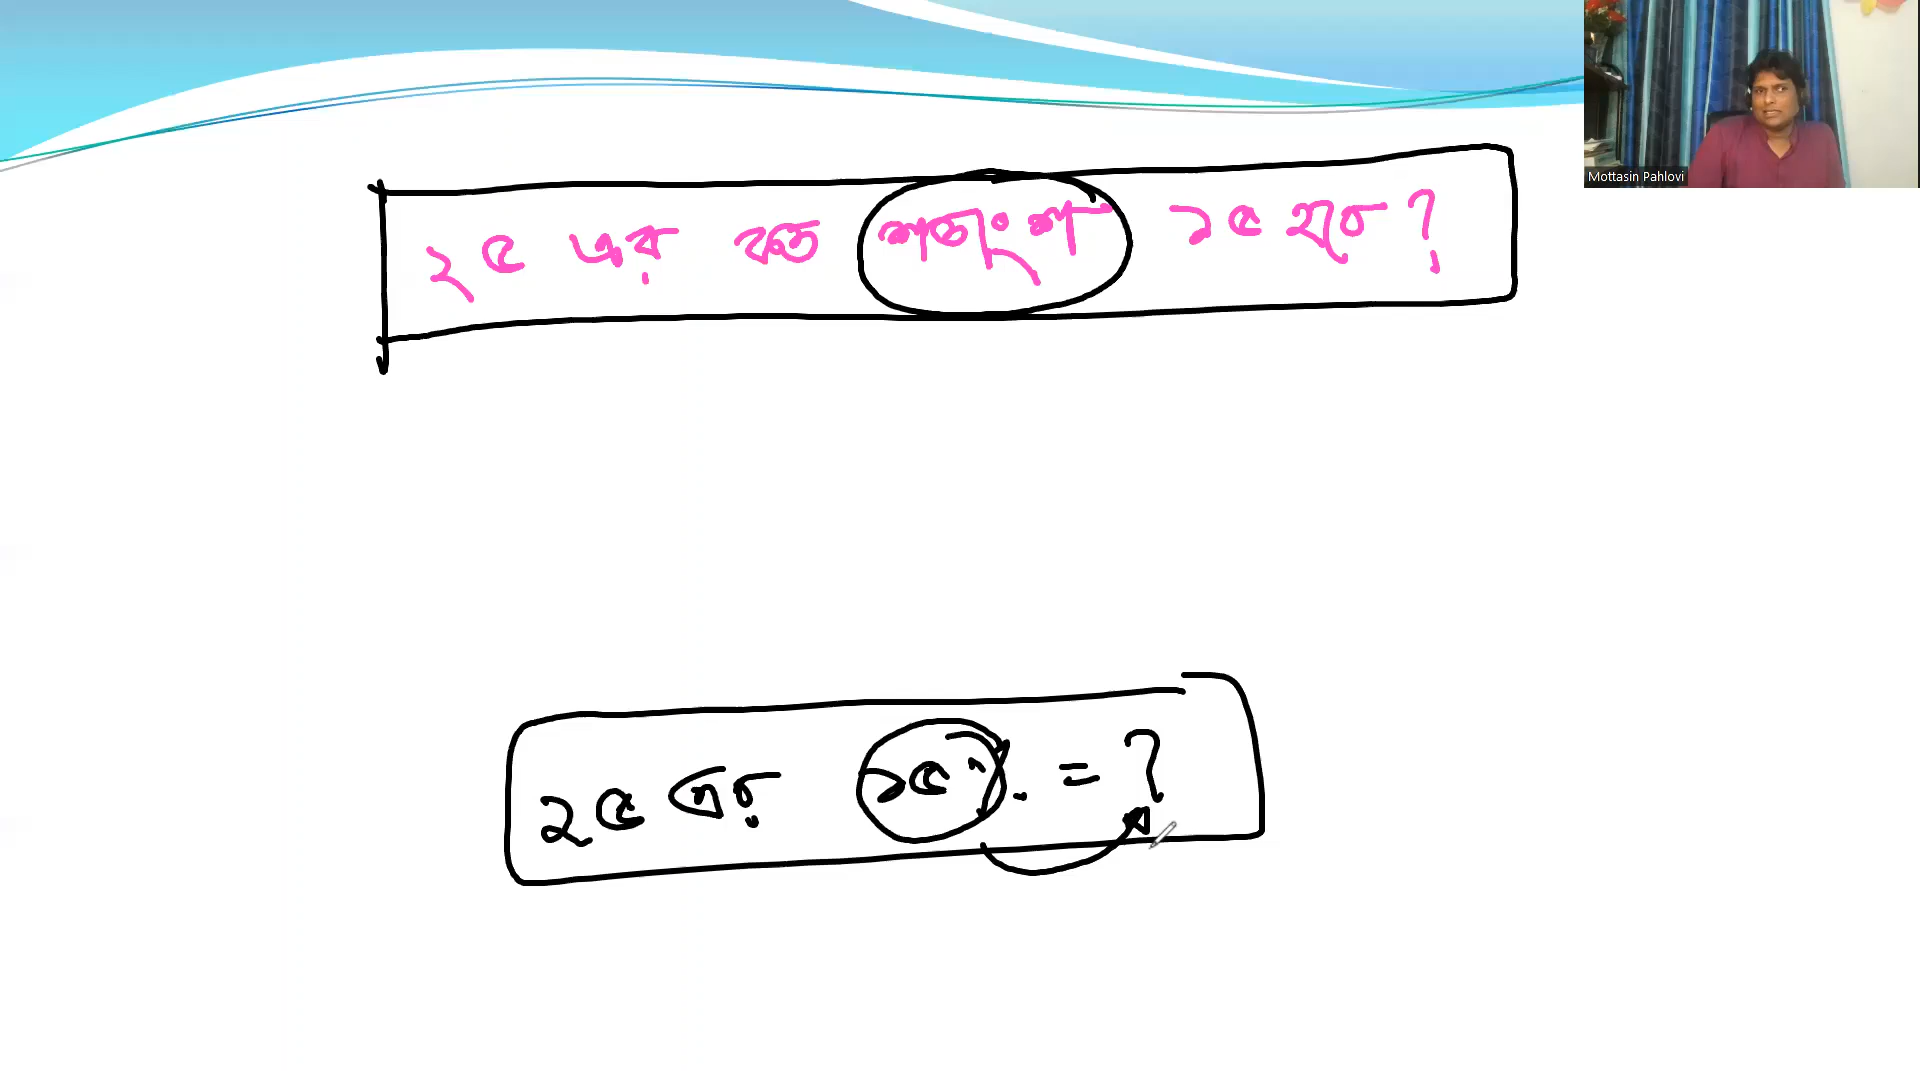 ২৫ এর কত শতাংশ ১৫ হবে?
২৫ এর ১৫% = ?
Mottasin Pahlovi